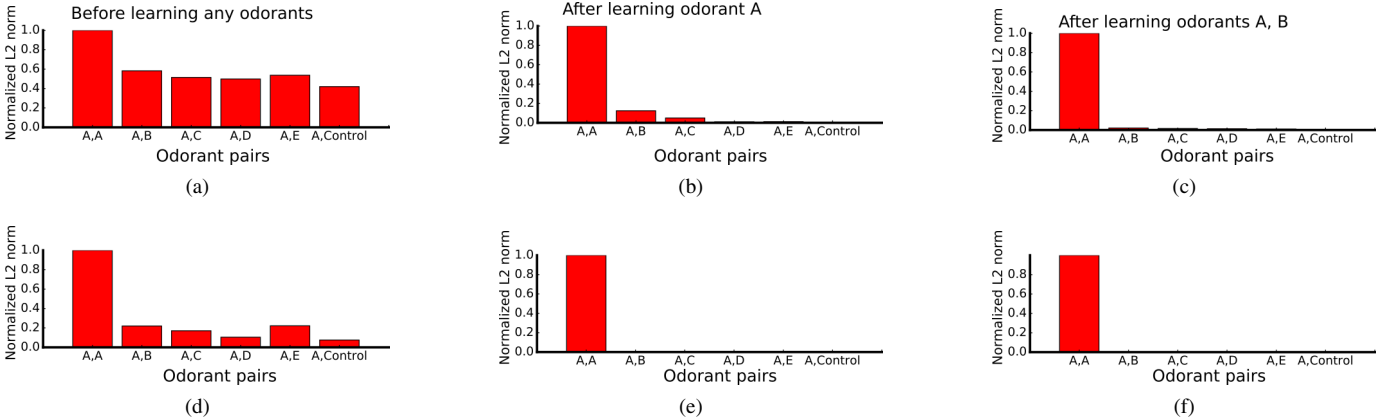 Before learning any odorants
Normalized L2 norm
1.0
0.8
0.6
0.4
0.2
0.0
A,A A,B A,C A,D A,E A,Control
Odorant pairs
(a)
After learning odorant A
Normalized L2 norm
1.0
0.8
0.6
0.4
0.2
0.0
A,A A,B A,C A,D A,E A,Control
Odorant pairs
(b)
After learning odorants A, B
Normalized L2 norm
1.0
0.8
0.6
0.4
0.2
0.0
A,A A,B A,C A,D A,E A,Control
Odorant pairs
(c)
Normalized L2 norm
1.0
0.8
0.6
0.4
0.2
0.0
A,A A,B A,C A,D A,E A,Control
Odorant pairs
(d)
Normalized L2 norm
1.0
0.8
0.6
0.4
0.2
0.0
A,A A,B A,C A,D A,E A,Control
Odorant pairs
(e)
Normalized L2 norm
1.0
0.8
0.6
0.4
0.2
0.0
A,A A,B A,C A,D A,E A,Control
Odorant pairs
(f)